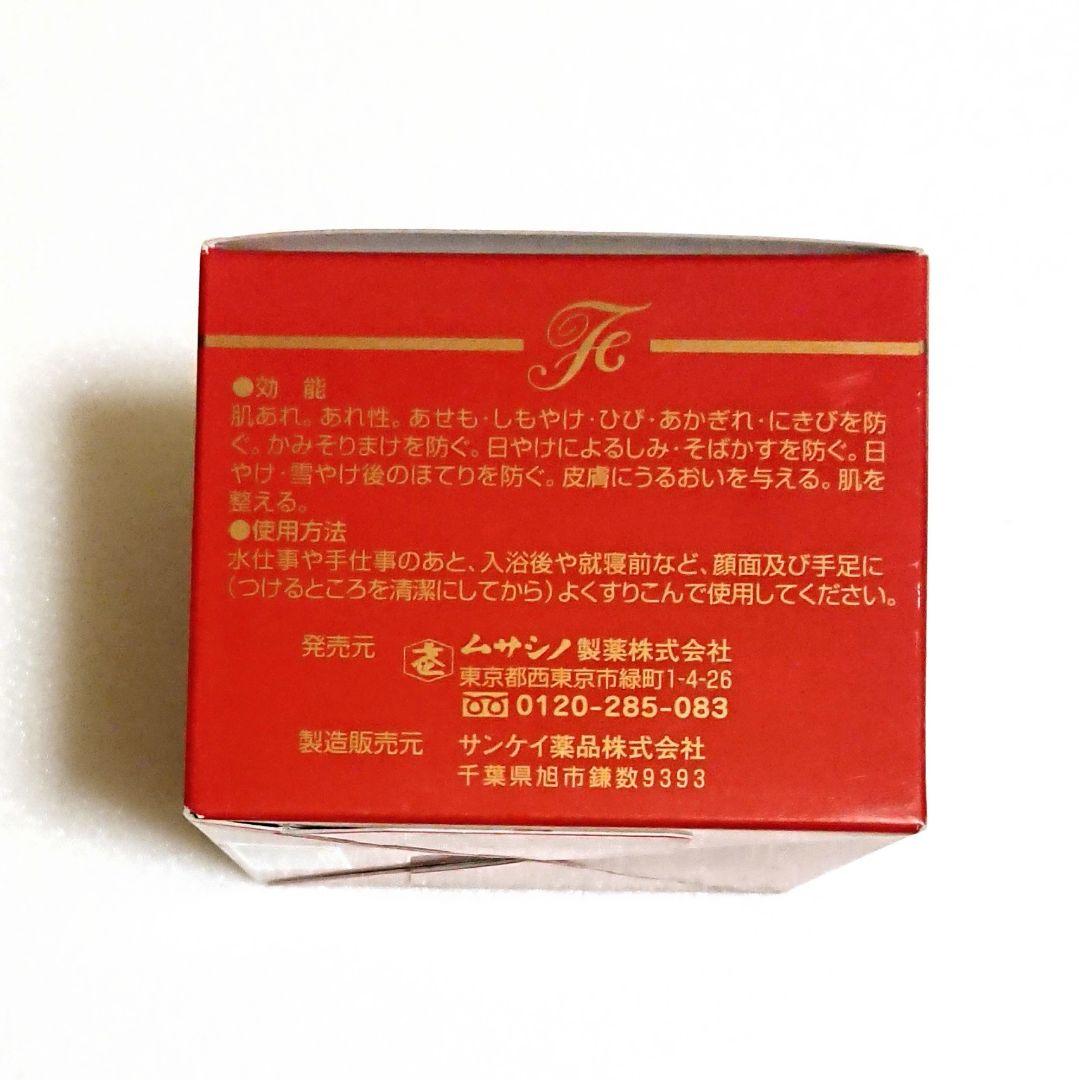 ●効 能
肌あれ。あれ性。あせも・しもやけ・ひび・あかぎれ・にきびを防
ぐ。かみそりまけを防ぐ。日やけによるしみ・そばかすを防ぐ。日
やけ・雪やけ後のほてりを防ぐ。皮膚にうるおいを与える。肌を
整える。
●使用方法
水仕事や手仕事のあと、入浴後や就寝前など、顔面及び手足に
(つけるところを清潔にしてから)よくすりこんで使用してください。
発売元 ムサシノ製薬株式会社
東京都西東京市緑町1-4-26
0120-285-083
製造販売元 サンケイ薬品株式会社
千葉県旭市鎌数9393